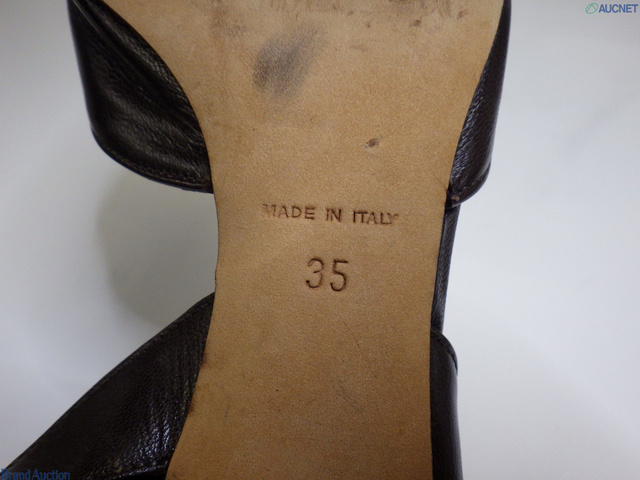 AUCNET
MADE IN ITALY
35
Brand Auction